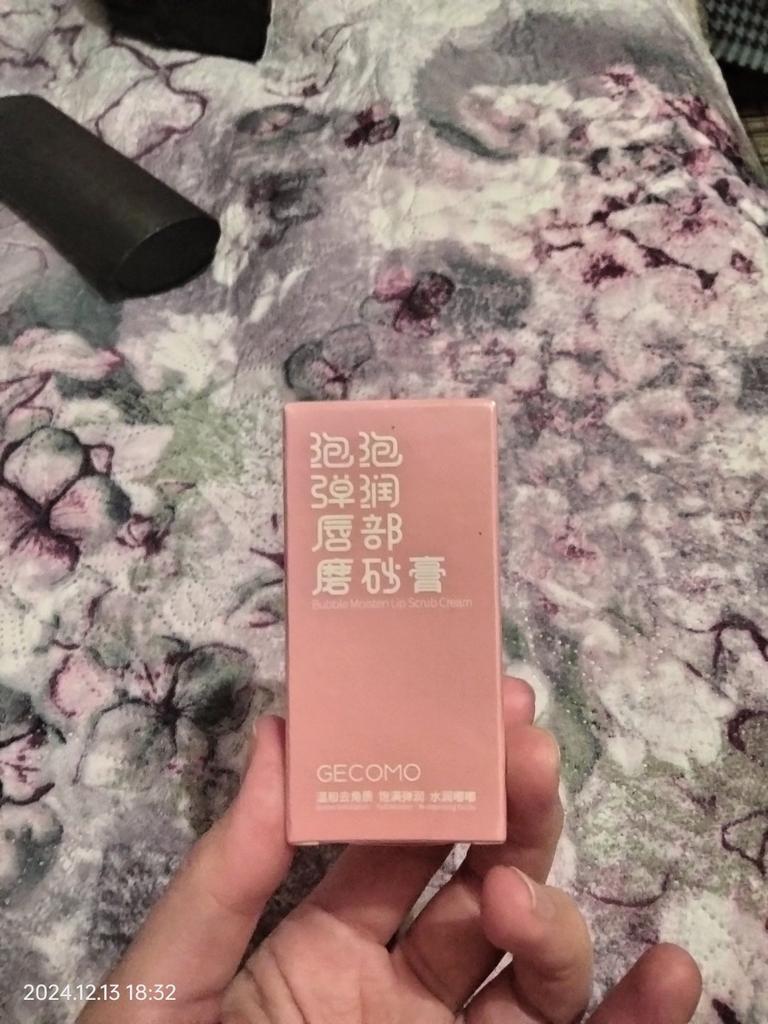 泡泡
弹润
唇部
磨砂膏
Bubble Moisten Lip Scrub Cream
GECOMO
温和去角质 饱满弹润 水润嘟嘟
2024.12.13 18:32